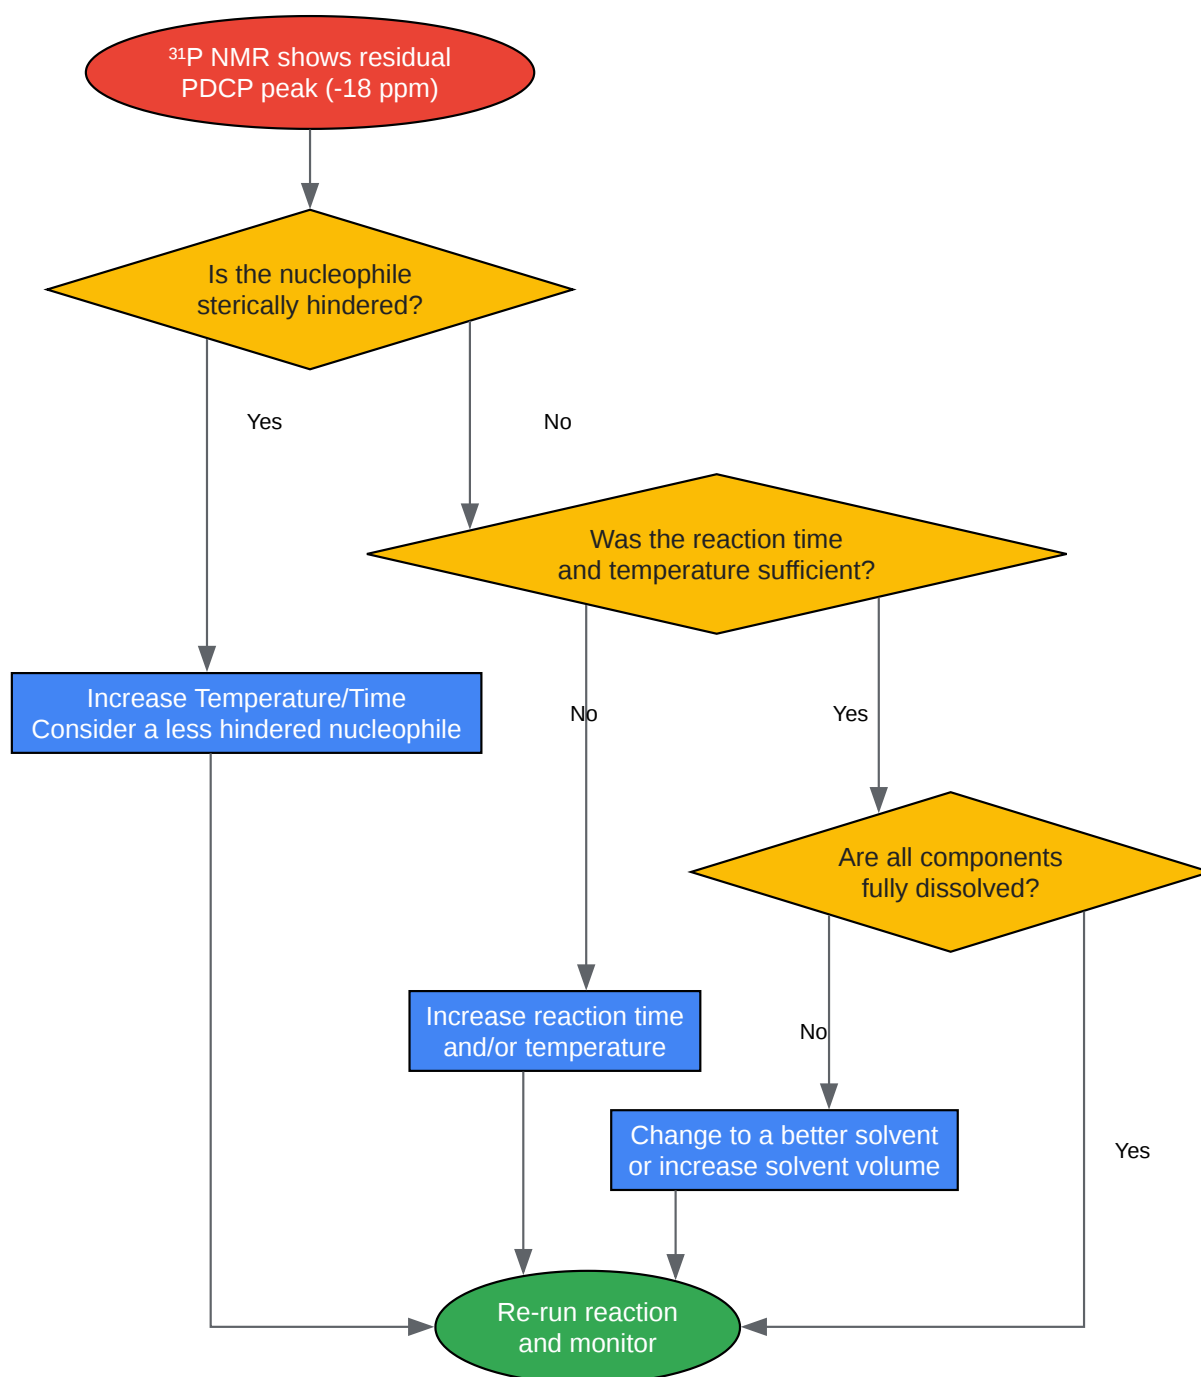 ³¹P NMR shows residual
PDCP peak (-18 ppm)
Is the nucleophile
sterically hindered?
Yes
No
Was the reaction time
and temperature sufficient?
Increase Temperature/Time
Consider a less hindered nucleophile
No
Yes
Are all components
fully dissolved?
Increase reaction time
and/or temperature
No
Change to a better solvent
or increase solvent volume
Yes
Re-run reaction
and monitor